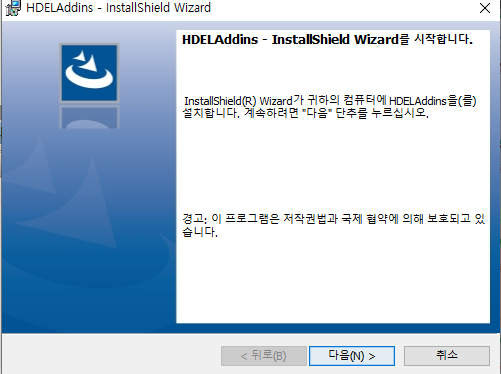 HDELAddins - InstallShield Wizard
HDELAddins - InstallShield Wizard를 시작합니다.
InstallShield(R) Wizard가 귀하의 컴퓨터에 HDELAddins을(를)
설치합니다. 계속하려면 "다음" 단추를 누르십시오.
경고: 이 프로그램은 저작권법과 국제 협약에 의해 보호되고 있
습니다.
< 뒤로(B)
다음(N) >
취소